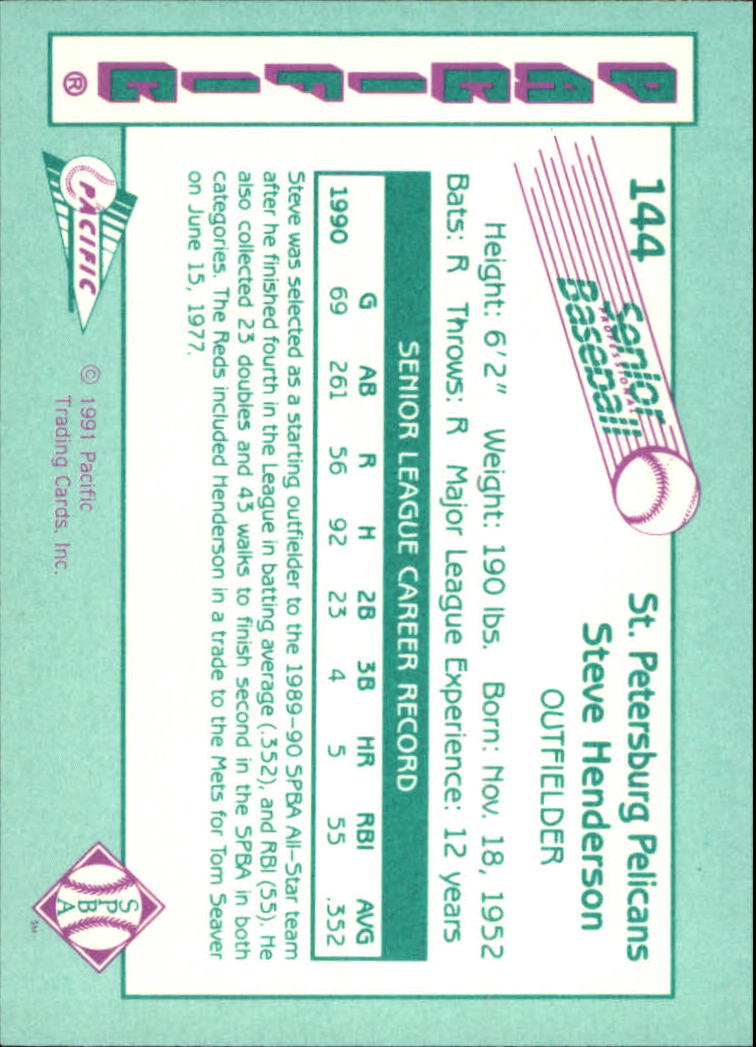 PACIFIC ®
144
Senior
PROFESSIONAL
Baseball
St. Petersburg Pelicans
Steve Henderson
OUTFIELDER
Height: 6'2" Weight: 190 lbs. Born: Nov. 18, 1952
Bats: R Throws: R Major League Experience: 12 years
SENIOR LEAGUE CAREER RECORD
G AB R H 2B 3B HR RBI AVG
1990 69 261 56 92 23 4 5 55 .352
Steve was selected as a starting outfielder to the 1989-90 SPBA All-Star team
after he finished fourth in the League in batting average (.352), and RBI (55). He
also collected 23 doubles and 43 walks to finish second in the SPBA in both
categories. The Reds included Henderson in a trade to the Mets for Tom Seaver
on June 15, 1977.
PACIFIC
© 1991 Pacific
Trading Cards, Inc.
SPBA
SM